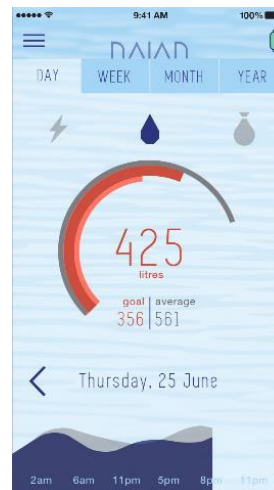 9:41 AM 100%
NAIAD
DAY WEEK MONTH YEAR
425
litres
goal average
356 561
Thursday, 25 June
2am 6am 11pm 5pm 8pm 11pm